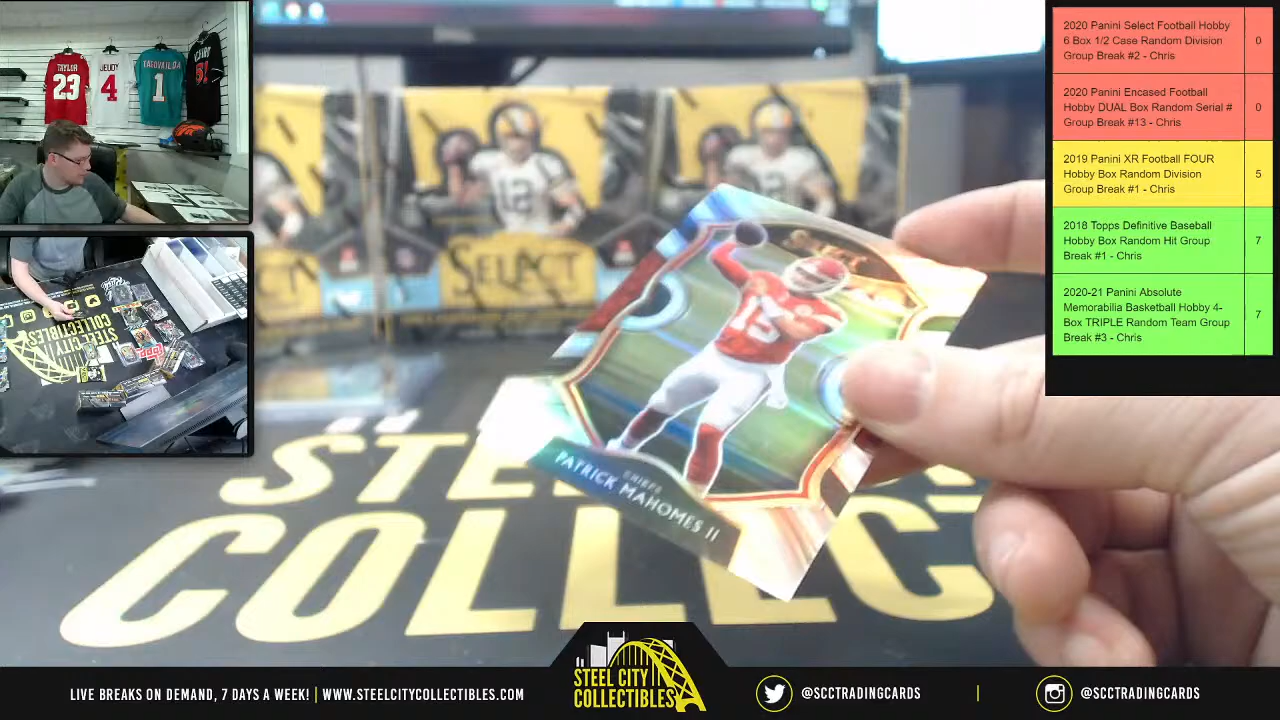 TAYLOR
23
JEUDY
4
TAGOVAILOA
1
2020 Panini Select Football Hobby
6 Box 1/2 Case Random Division
Group Break #2 - Chris
0
2020 Panini Encased Football
Hobby DUAL Box Random Serial #
Group Break #13 - Chris
0
2019 Panini XR Football FOUR
Hobby Box Random Division
Group Break #1 - Chris
5
2018 Topps Definitive Baseball
Hobby Box Random Hit Group
Break #1 - Chris
7
2020-21 Panini Absolute
Memorabilia Basketball Hobby 4-
Box TRIPLE Random Team Group
Break #3 - Chris
7
12
SELECT
SELECT
15
CHIEFS
PATRICK MAHOMES II
STEE
COLLEC
STEEL CITY
COLLECTIBLES
LIVE BREAKS ON DEMAND, 7 DAYS A WEEK! | WWW.STEELCITYCOLLECTIBLES.COM
STEEL CITY
COLLECTIBLES
@SCCTRADINGCARDS | @SCCTRADINGCARDS